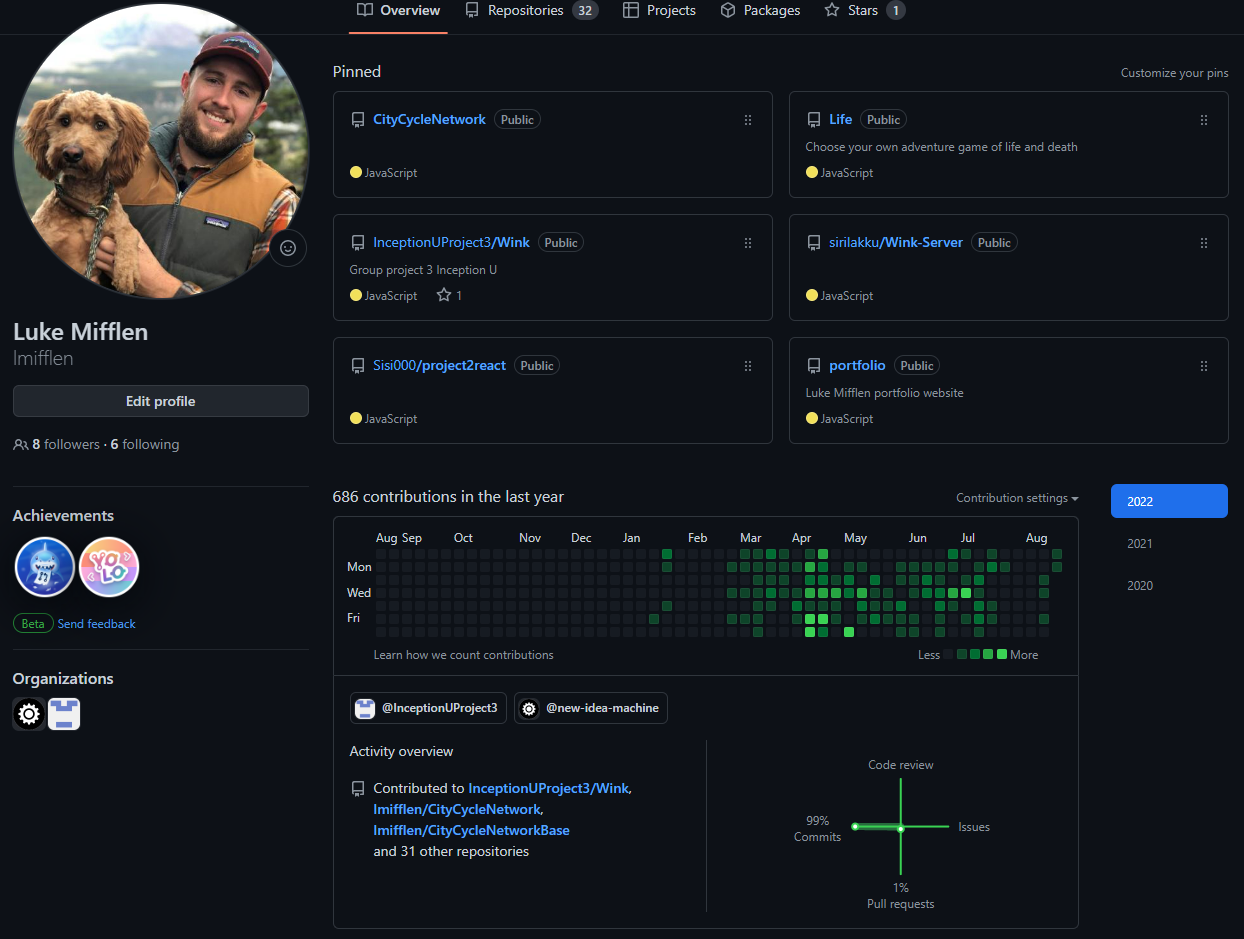 Overview Repositories 32 Projects Packages Stars 1
Luke Mifflen
lmifflen
Edit profile
8 followers · 6 following
Achievements
YOLO
Beta Send feedback
Organizations
Pinned
Customize your pins
CityCycleNetwork Public
JavaScript
Life Public
Choose your own adventure game of life and death
JavaScript
InceptionUProject3/Wink Public
Group project 3 Inception U
JavaScript 1
sirilakku/Wink-Server Public
JavaScript
Sisi000/project2react Public
JavaScript
portfolio Public
Luke Mifflen portfolio website
JavaScript
686 contributions in the last year
Contribution settings
2022
2021
2020
Aug Sep Oct Nov Dec Jan Feb Mar Apr May Jun Jul Aug
Mon
Wed
Fri
Learn how we count contributions
Less More
@InceptionUProject3 @new-idea-machine
Activity overview
Contributed to InceptionUProject3/Wink,
lmifflen/CityCycleNetwork,
lmifflen/CityCycleNetworkBase
and 31 other repositories
Code review
99%
Commits
Issues
1%
Pull requests